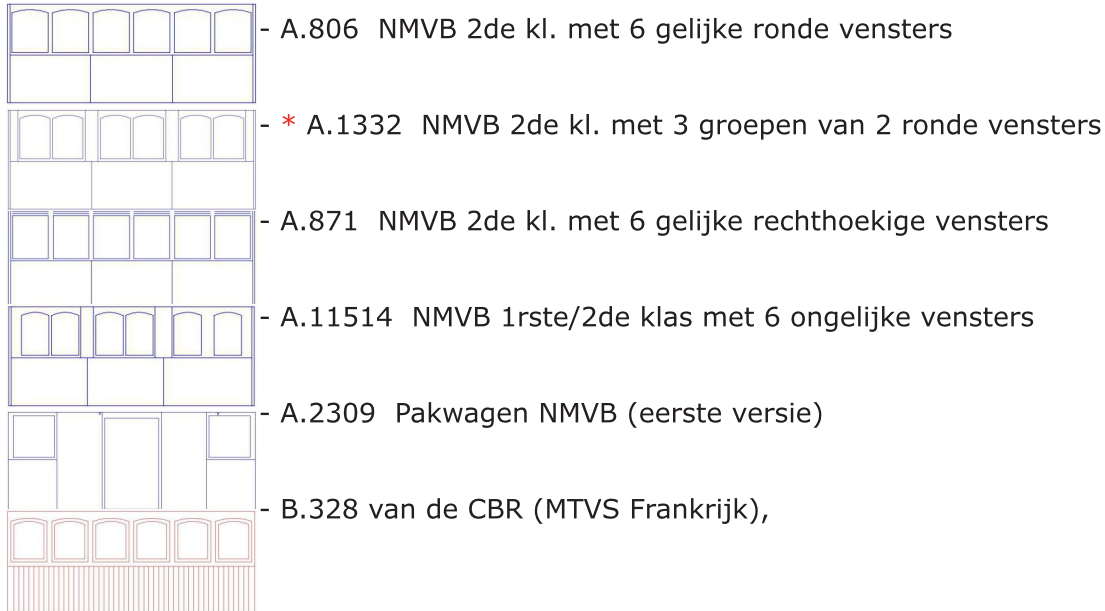 - A.806 NMVB 2de kl. met 6 gelijke ronde vensters
- * A.1332 NMVB 2de kl. met 3 groepen van 2 ronde vensters
- A.871 NMVB 2de kl. met 6 gelijke rechthoekige vensters
- A.11514 NMVB 1rste/2de klas met 6 ongelijke vensters
- A.2309 Pakwagen NMVB (eerste versie)
- B.328 van de CBR (MTVS Frankrijk),